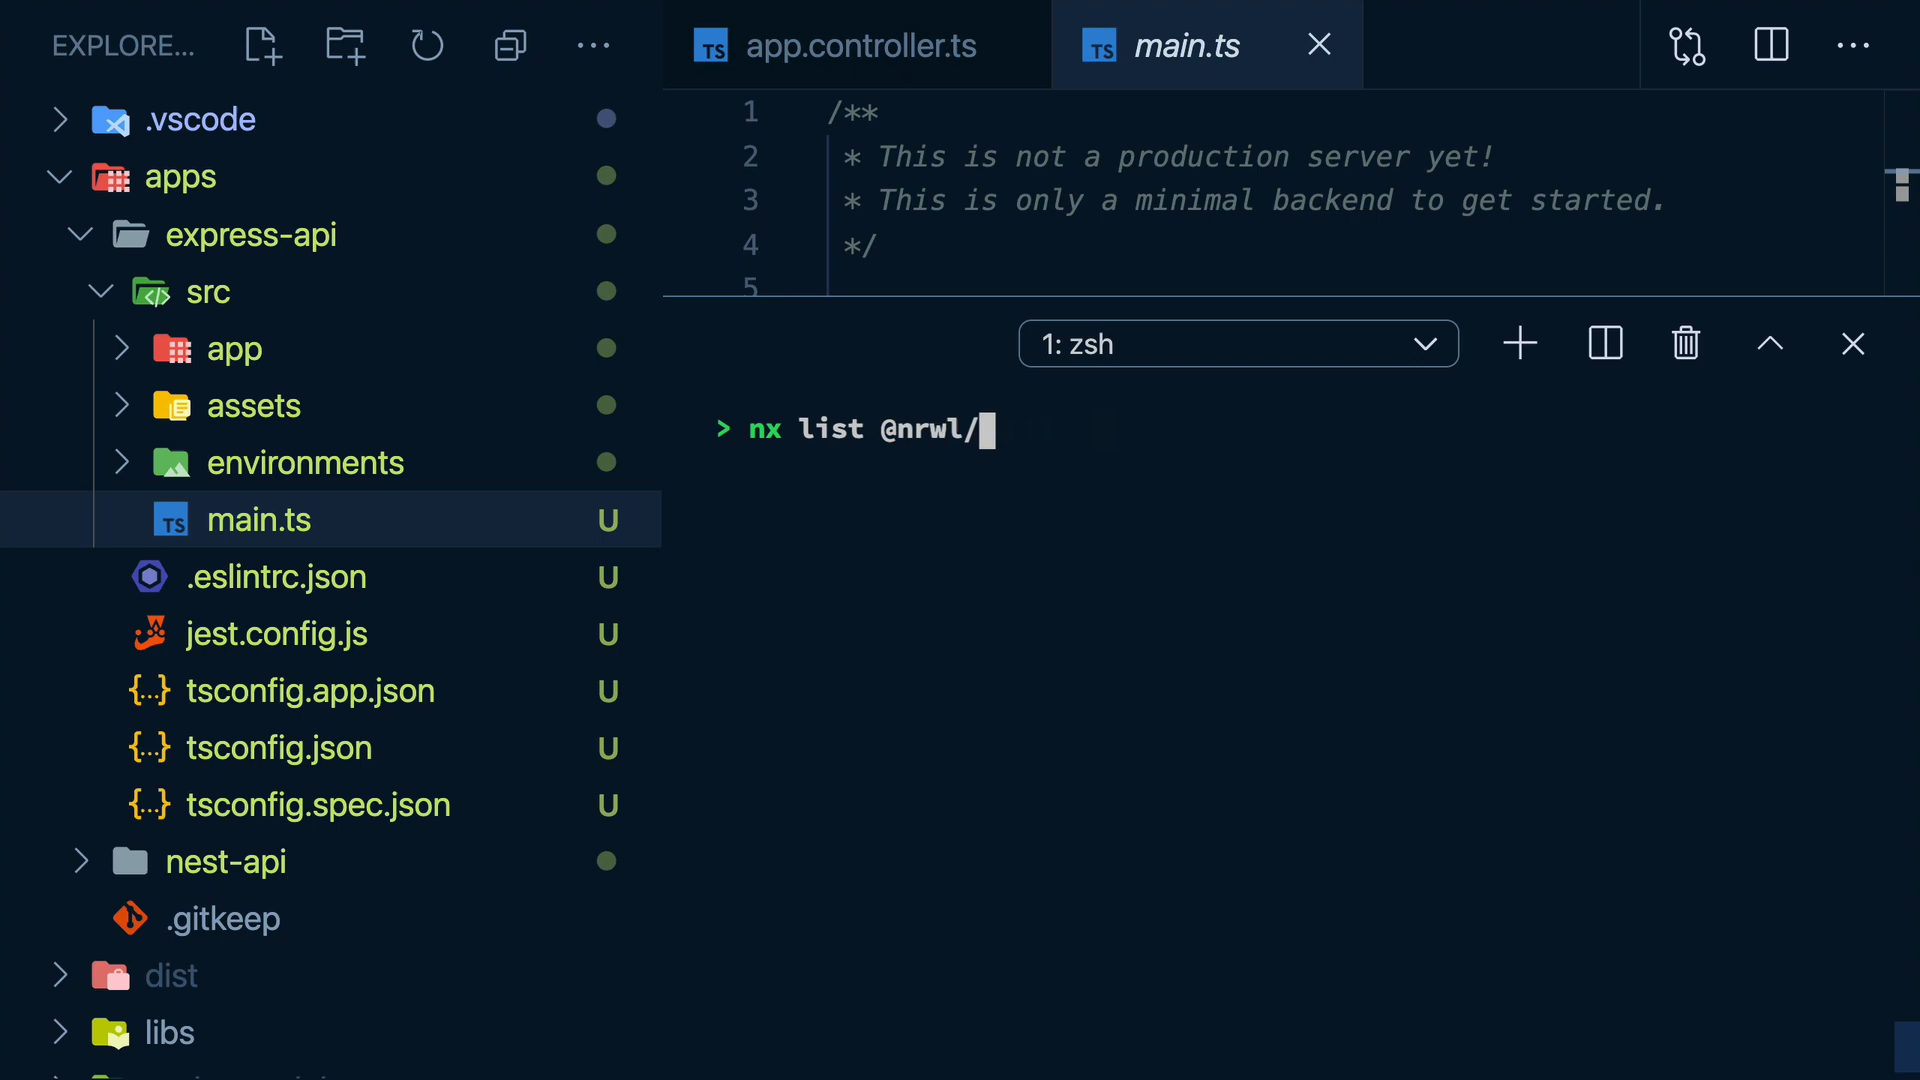 EXPLORE...
.vscode
apps
express-api
src
app
assets
environments
main.ts U
.eslintrc.json U
jest.config.js U
tsconfig.app.json U
tsconfig.json U
tsconfig.spec.json U
nest-api
.gitkeep
dist
libs
TS app.controller.ts
TS main.ts
1 /**
2 * This is not a production server yet!
3 * This is only a minimal backend to get started.
4 */
5
1: zsh
> nx list @nrwl/